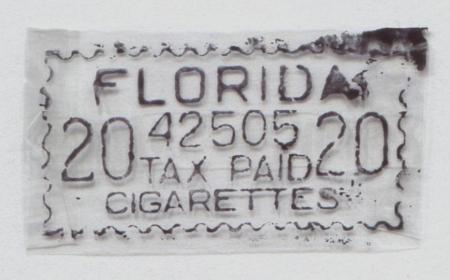 FLORIDA
20 42505 20
TAX PAID
CIGARETTES